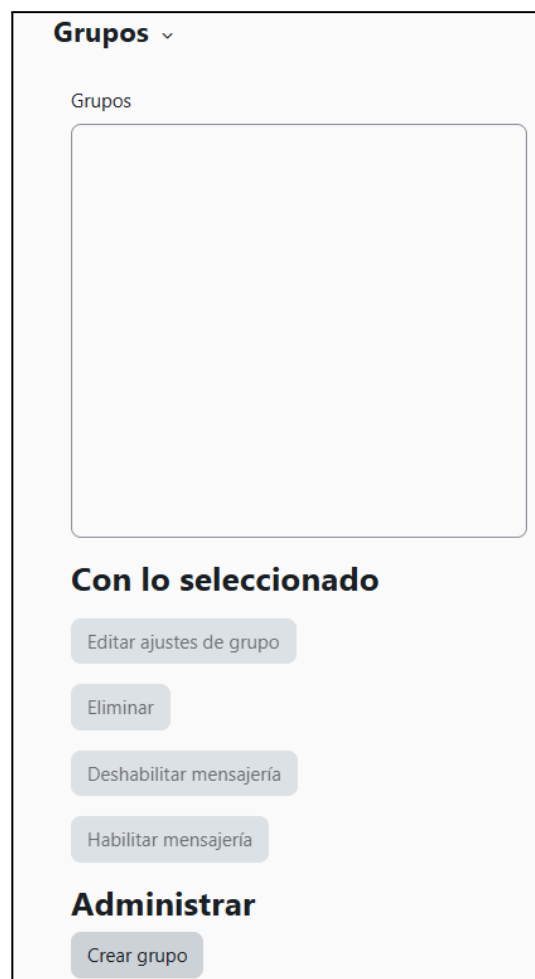 Grupos
Grupos
Con lo seleccionado
Editar ajustes de grupo
Eliminar
Deshabilitar mensajería
Habilitar mensajería
Administrar
Crear grupo